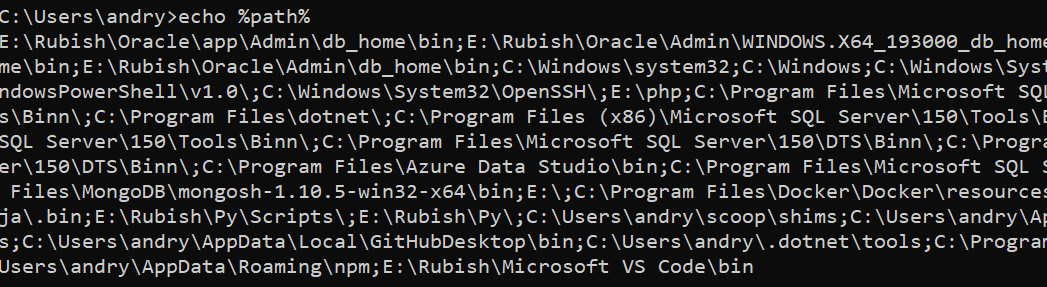 C:\Users\andry>echo %path%
E:\Rubish\Oracle\app\Admin\db_home\bin;E:\Rubish\Oracle\Admin\WINDOWS.X64_193000_db_home
me\bin;E:\Rubish\Oracle\Admin\db_home\bin;C:\Windows\system32;C:\Windows;C:\Windows\Syst
ndowsPowerShell\v1.0\;C:\Windows\System32\OpenSSH\;E:\php;C:\Program Files\Microsoft SQL
s\Binn\;C:\Program Files\dotnet\;C:\Program Files (x86)\Microsoft SQL Server\150\Tools\B
SQL Server\150\Tools\Binn\;C:\Program Files\Microsoft SQL Server\150\DTS\Binn\;C:\Progra
er\150\DTS\Binn\;C:\Program Files\Azure Data Studio\bin;C:\Program Files\Microsoft SQL S
Files\MongoDB\mongosh-1.10.5-win32-x64\bin;E:\;C:\Program Files\Docker\Docker\resources
ja\.bin;E:\Rubish\Py\Scripts\;E:\Rubish\Py\;C:\Users\andry\scoop\shims;C:\Users\andry\Ap
s;C:\Users\andry\AppData\Local\GitHubDesktop\bin;C:\Users\andry\.dotnet\tools;C:\Program
Users\andry\AppData\Roaming\npm;E:\Rubish\Microsoft VS Code\bin